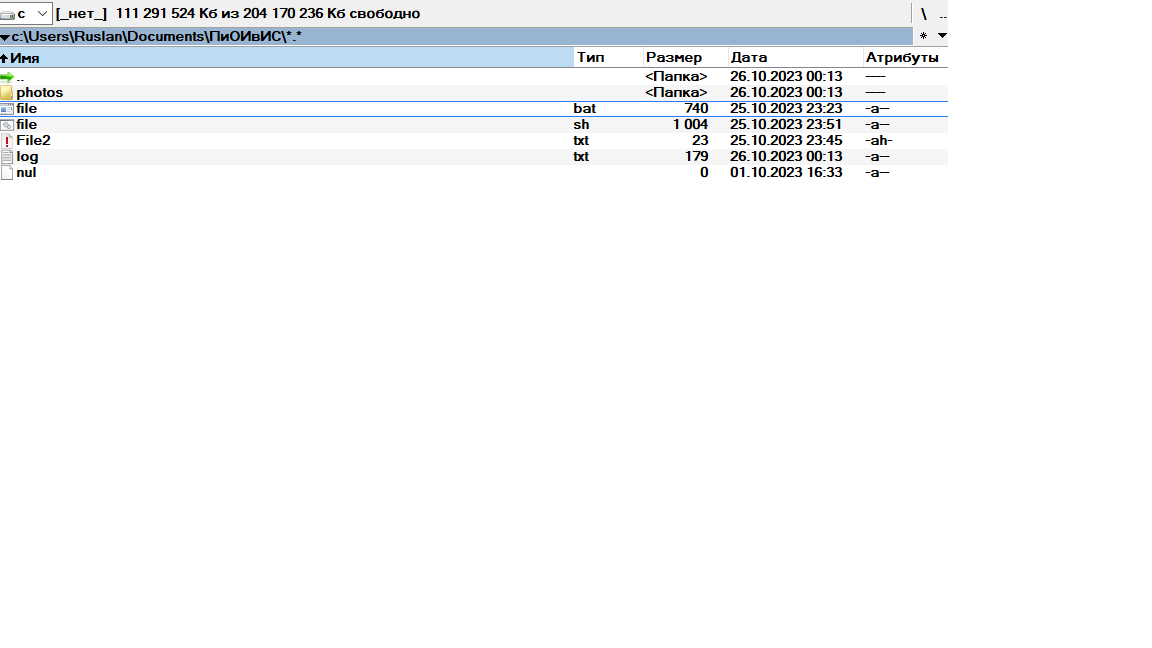 c [_нет_] 111 291 524 Кб из 204 170 236 Кб свободно \ ..
c:\Users\Ruslan\Documents\ПиОИвИС\*.* *
Имя Тип Размер Дата Атрибуты
.. <Папка> 26.10.2023 00:13 ----
photos <Папка> 26.10.2023 00:13 ----
file bat 740 25.10.2023 23:23 -a--
file sh 1 004 25.10.2023 23:51 -a--
File2 txt 23 25.10.2023 23:45 -ah-
log txt 179 26.10.2023 00:13 -a--
nul 0 01.10.2023 16:33 -a--